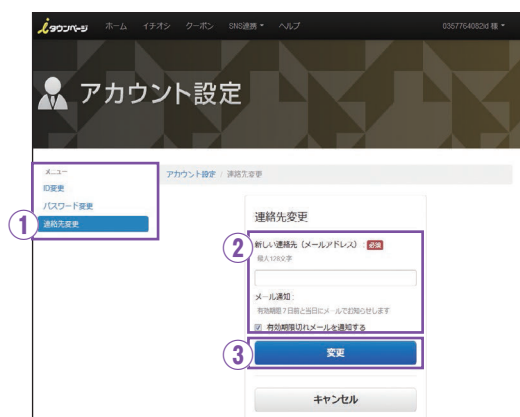 iタウンページ ホーム イチオシ クーポン SNS連携 ヘルプ 0367764082id 様
アカウント設定
メニュー
アカウント設定 / 連絡先変更
ID変更
パスワード変更
① 連絡先変更
連絡先変更
② 新しい連絡先(メールアドレス): 必須
最大128文字
メール通知:
有効期限7日前と当日にメールでお知らせします
有効期限切れメールを通知する
③ 変更
キャンセル